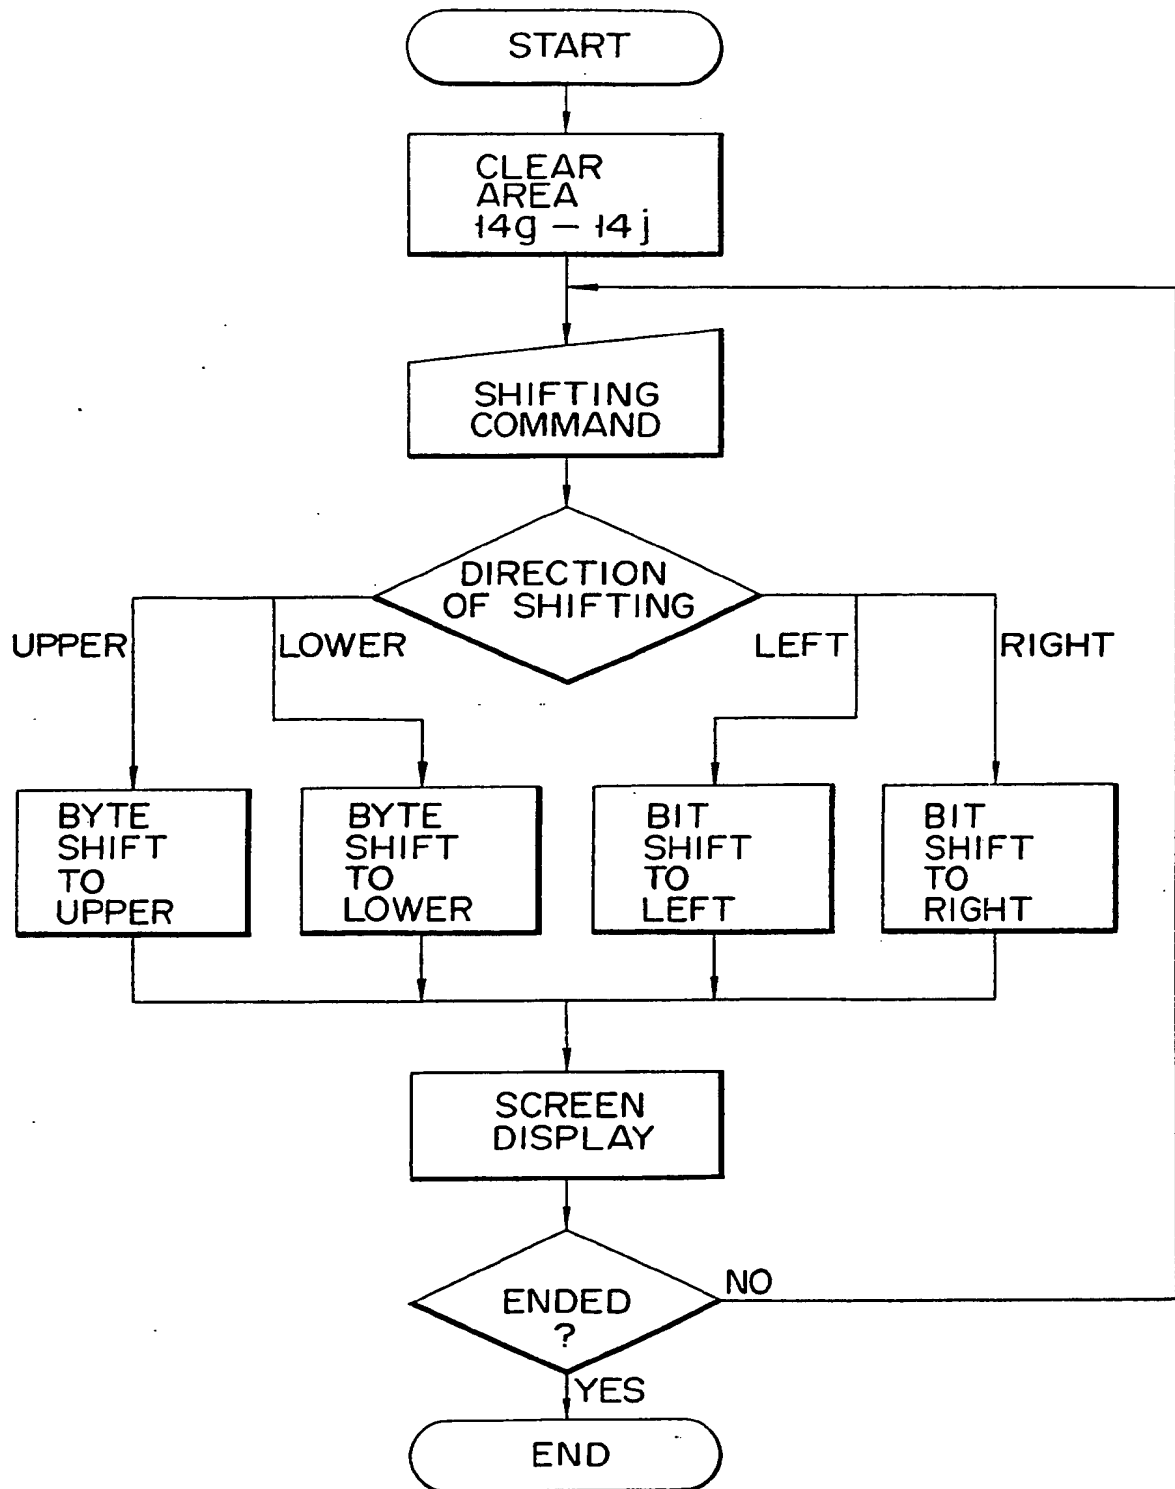 START
CLEAR
AREA
14g – 14j
SHIFTING
COMMAND
DIRECTION
OF SHIFTING
UPPER
LOWER
LEFT
RIGHT
BYTE
SHIFT
TO
UPPER
BYTE
SHIFT
TO
LOWER
BIT
SHIFT
TO
LEFT
BIT
SHIFT
TO
RIGHT
SCREEN
DISPLAY
ENDED
?
NO
YES
END